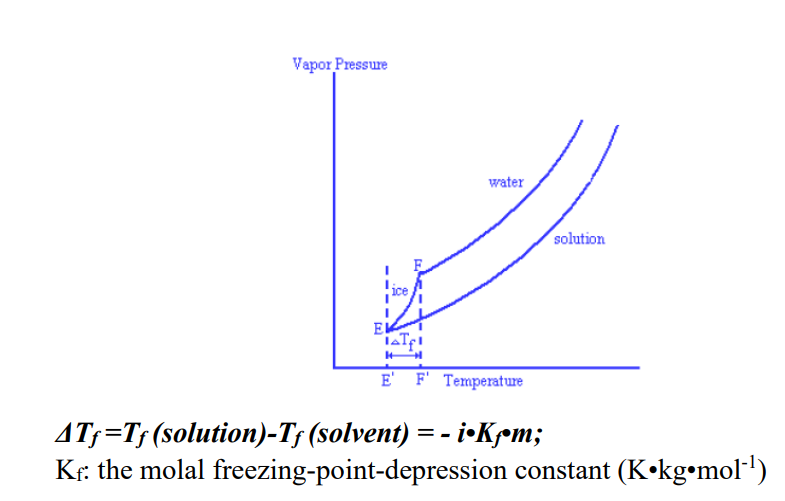 Vapor Pressure
water
solution
F
ice
E
△Tf
E'
F'
Temperature
ΔTf =Tf (solution)-Tf (solvent) = - i•Kf•m;
Kf: the molal freezing-point-depression constant (K•kg•mol-1)